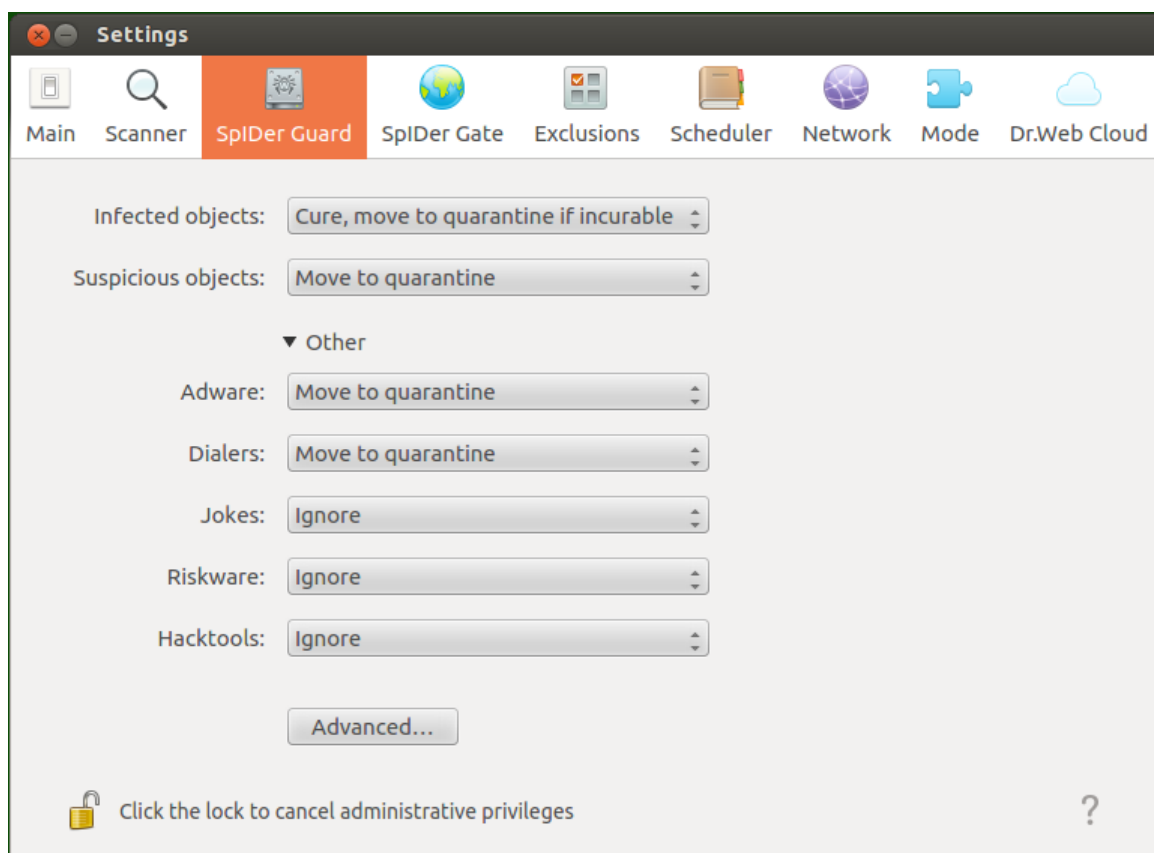 Settings
Main Scanner SpIDer Guard SpIDer Gate Exclusions Scheduler Network Mode Dr.Web Cloud
Infected objects: Cure, move to quarantine if incurable
Suspicious objects: Move to quarantine
Other
Adware: Move to quarantine
Dialers: Move to quarantine
Jokes: Ignore
Riskware: Ignore
Hacktools: Ignore
Advanced...
Click the lock to cancel administrative privileges ?